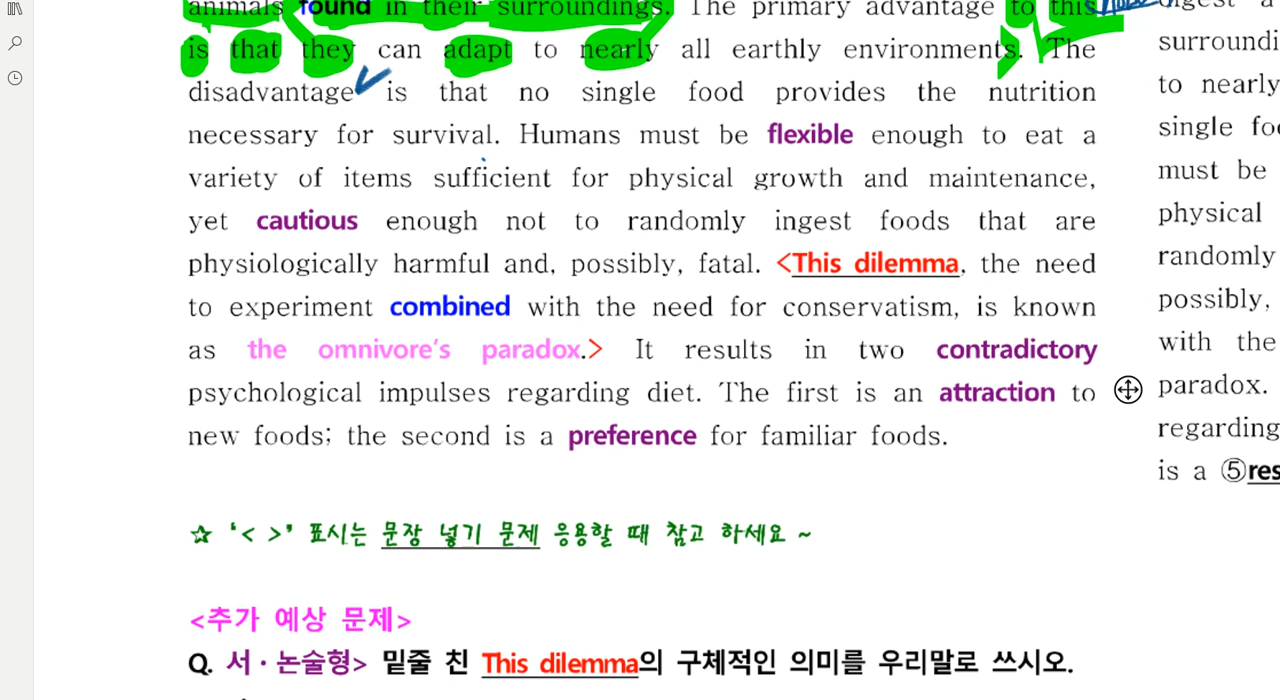 animals found in their surroundings. The primary advantage to this
is that they can adapt to nearly all earthly environments. The
disadvantage is that no single food provides the nutrition
necessary for survival. Humans must be flexible enough to eat a
variety of items sufficient for physical growth and maintenance,
yet cautious enough not to randomly ingest foods that are
physiologically harmful and, possibly, fatal. <This dilemma, the need
to experiment combined with the need for conservatism, is known
as the omnivore's paradox.> It results in two contradictory
psychological impulses regarding diet. The first is an attraction to
new foods; the second is a preference for familiar foods.
☆ '< >' 표시는 문장 넣기 문제 응용할 때 참고 하세요 ~
<추가 예상 문제>
Q. 서·논술형> 밑줄 친 This dilemma의 구체적인 의미를 우리말로 쓰시오.
surroundi
to nearly
single foo
must be
physical
randomly
possibly,
with the
paradox.
regarding
is a ⑤res